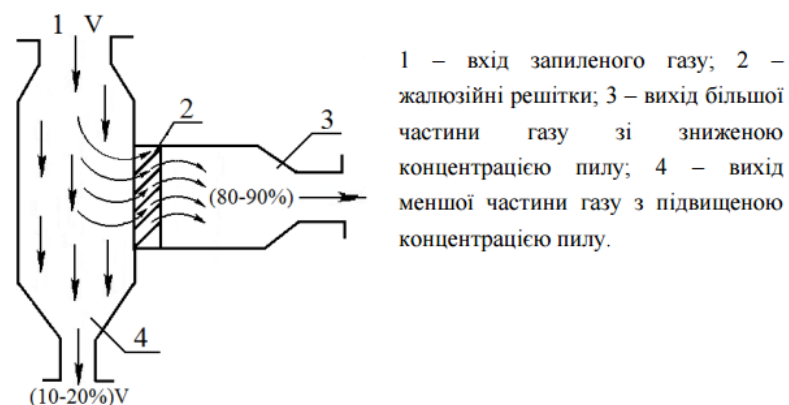 1 V
2
3
(80-90%)
4
(10-20%)V
1 – вхід запиленого газу; 2 –
жалюзійні решітки; 3 – вихід більшої
частини газу зі зниженою
концентрацією пилу; 4 – вихід
меншої частини газу з підвищеною
концентрацією пилу.